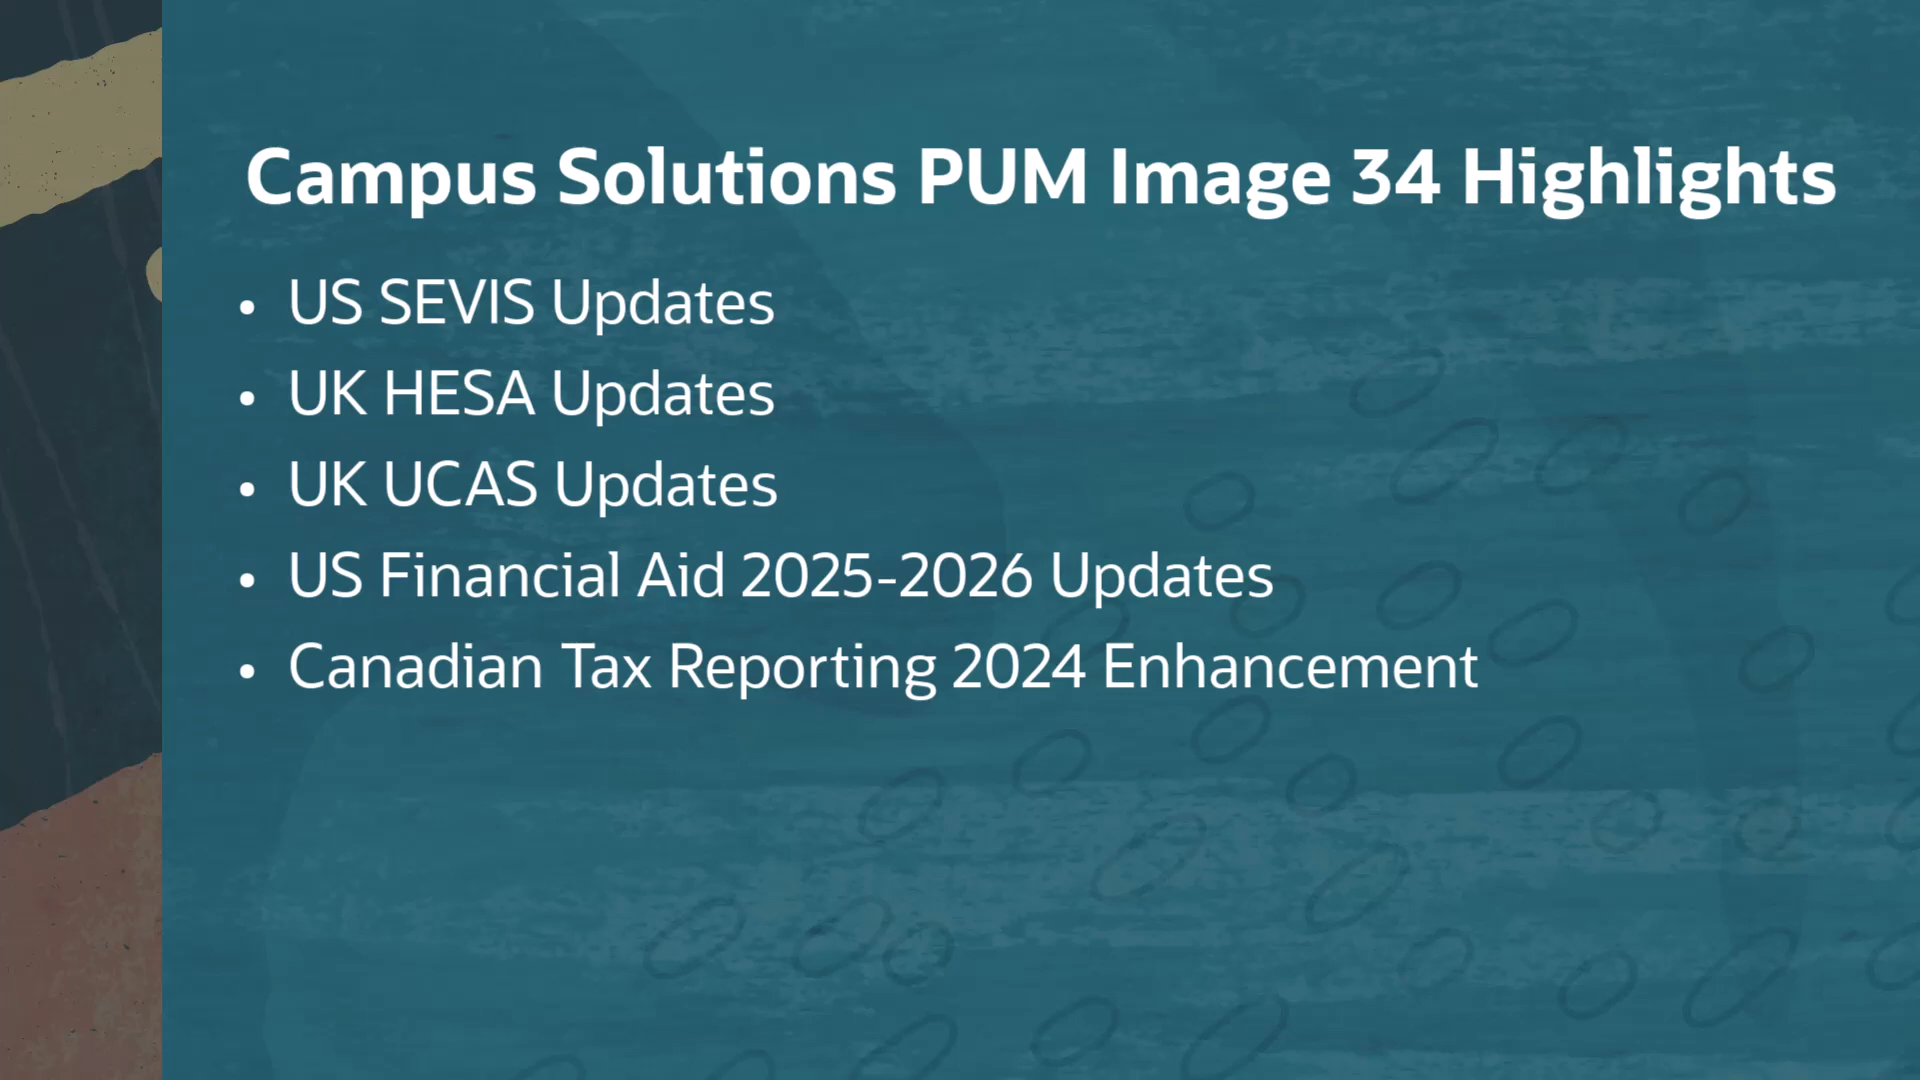 Campus Solutions PUM Image 34 Highlights
• US SEVIS Updates
• UK HESA Updates
• UK UCAS Updates
• US Financial Aid 2025-2026 Updates
• Canadian Tax Reporting 2024 Enhancement